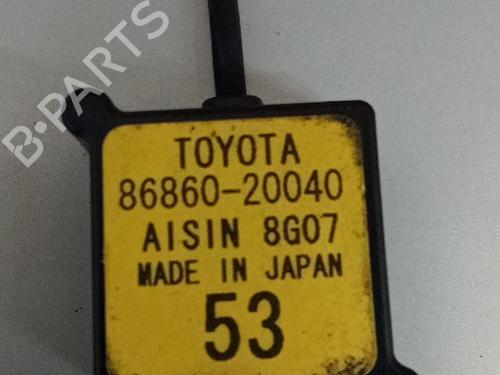 B-PARTS
TOYOTA
86860-20040
AISIN 8G07
MADE IN JAPAN
53